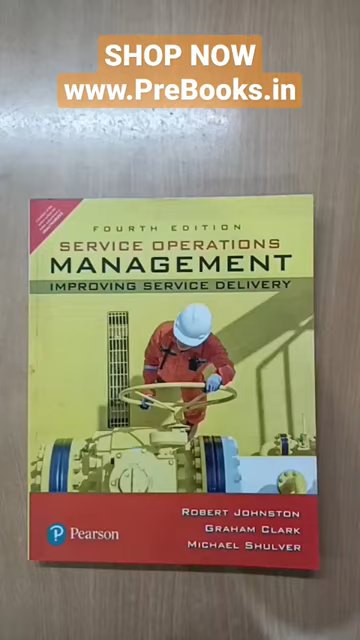 SHOP NOW
www.PreBooks.in
FOURTH EDITION
SERVICE OPERATIONS
MANAGEMENT
IMPROVING SERVICE DELIVERY
ROBERT JOHNSTON
GRAHAM CLARK
MICHAEL SHULVER
Pearson